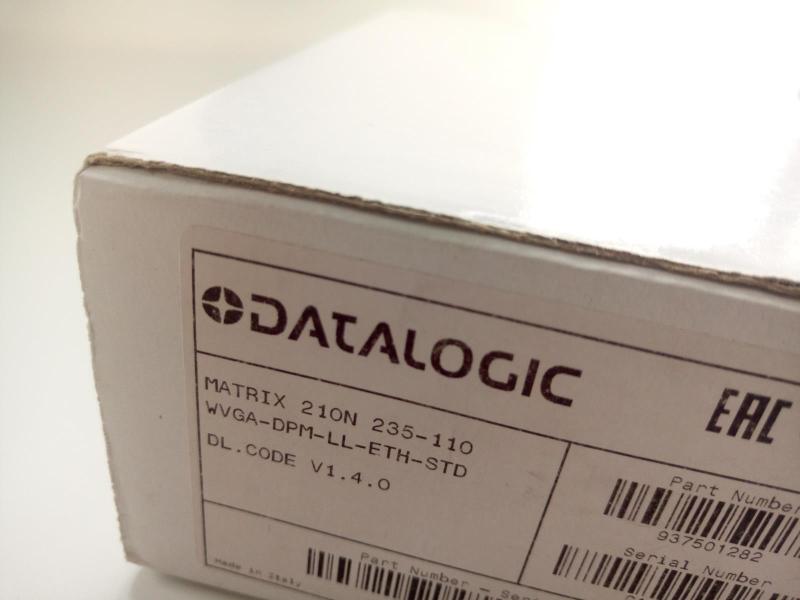 DATALOGIC
MATRIX 210N 235-110
WVGA-DPM-LL-ETH-STD
DL.CODE V1.4.0
EAC
Part Number
937501282
Serial Number
Made in Italy
Part Number -